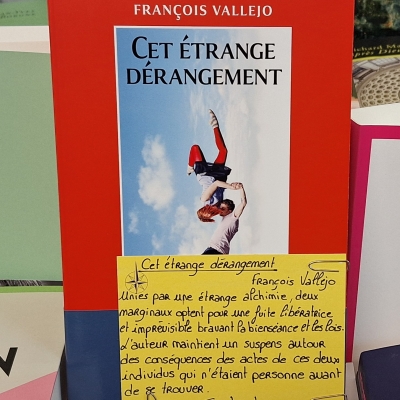 FRANÇOIS VALLEJO
CET ÉTRANGE
DÉRANGEMENT
Cet étrange dérangement
François Vallejo
Unies par une étrange alchimie, deux
marginaux optent pour une fuite libératrice
et imprévisible bravant la bienséance et les lois.
L'auteur maintient un suspens autour
des conséquences des actes de ces deux
individus qui n'étaient personne avant
de se trouver.